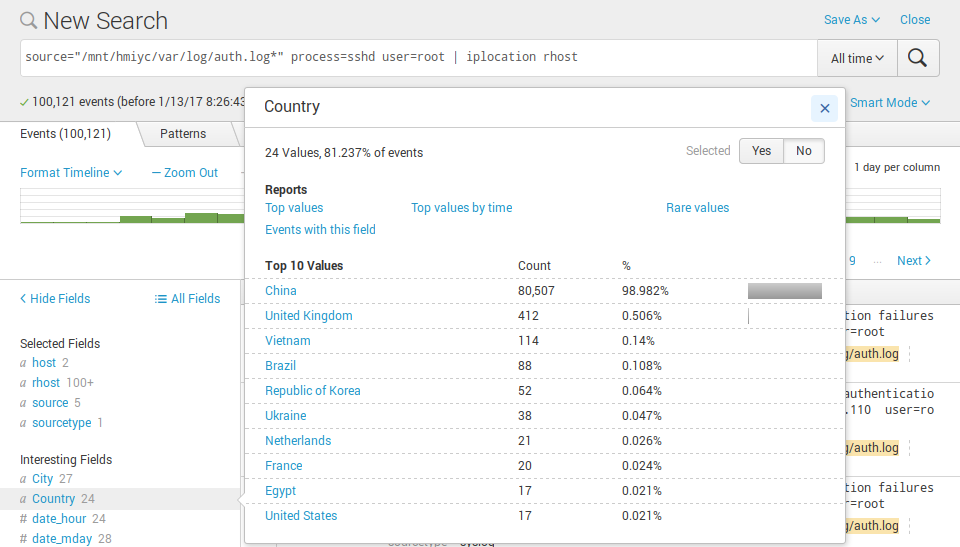 New Search
Save As
Close
source="/mnt/hmiyc/var/log/auth.log*" process=sshd user=root | iplocation rhost
All time
100,121 events (before 1/13/17 8:26:43
Smart Mode
Events (100,121)
Patterns
Format Timeline
— Zoom Out
1 day per column
Country
24 Values, 81.237% of events
Selected Yes No
Reports
Top values Top values by time Rare values
Events with this field
Top 10 Values Count %
China 80,507 98.982%
United Kingdom 412 0.506%
Vietnam 114 0.14%
Brazil 88 0.108%
Republic of Korea 52 0.064%
Ukraine 38 0.047%
Netherlands 21 0.026%
France 20 0.024%
Egypt 17 0.021%
United States 17 0.021%
9 ... Next
Hide Fields All Fields
Selected Fields
a host 2
a rhost 100+
a source 5
a sourcetype 1
Interesting Fields
a City 27
a Country 24
# date_hour 24
# date_mday 28
tion failures
r=root
g/auth.log
authenticatio
.110 user=ro
g/auth.log
tion failures
r=root
g/auth.log